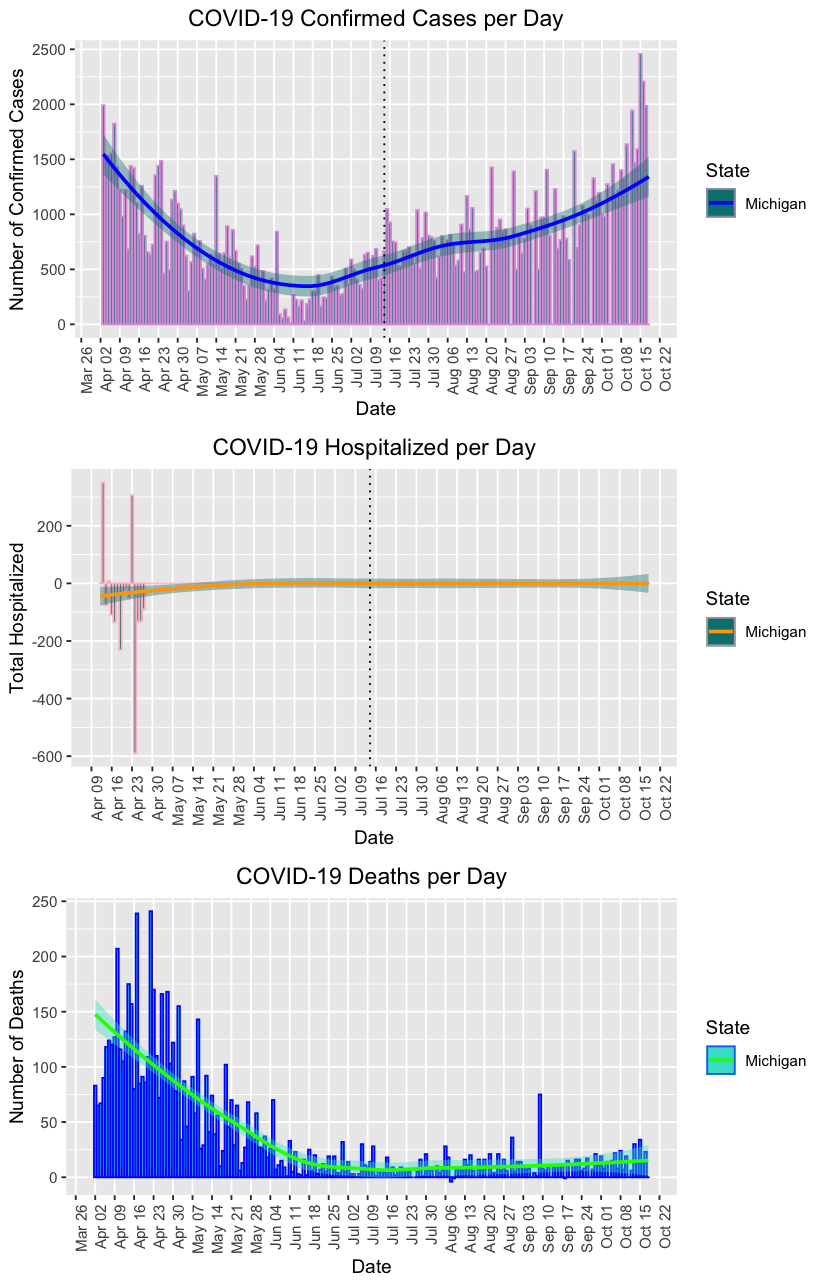 COVID-19 Confirmed Cases per Day
Number of Confirmed Cases
2500
2000
1500
1000
500
0
Mar 26
Apr 02
Apr 09
Apr 16
Apr 23
Apr 30
May 07
May 14
May 21
May 28
Jun 04
Jun 11
Jun 18
Jun 25
Jul 02
Jul 09
Jul 16
Jul 23
Jul 30
Aug 06
Aug 13
Aug 20
Aug 27
Sep 03
Sep 10
Sep 17
Sep 24
Oct 01
Oct 08
Oct 15
Oct 22
Date
State
Michigan
COVID-19 Hospitalized per Day
Total Hospitalized
200
0
-200
-400
-600
Apr 09
Apr 16
Apr 23
Apr 30
May 07
May 14
May 21
May 28
Jun 04
Jun 11
Jun 18
Jun 25
Jul 02
Jul 09
Jul 16
Jul 23
Jul 30
Aug 06
Aug 13
Aug 20
Aug 27
Sep 03
Sep 10
Sep 17
Sep 24
Oct 01
Oct 08
Oct 15
Oct 22
Date
State
Michigan
COVID-19 Deaths per Day
Number of Deaths
250
200
150
100
50
0
Mar 26
Apr 02
Apr 09
Apr 16
Apr 23
Apr 30
May 07
May 14
May 21
May 28
Jun 04
Jun 11
Jun 18
Jun 25
Jul 02
Jul 09
Jul 16
Jul 23
Jul 30
Aug 06
Aug 13
Aug 20
Aug 27
Sep 03
Sep 10
Sep 17
Sep 24
Oct 01
Oct 08
Oct 15
Oct 22
Date
State
Michigan